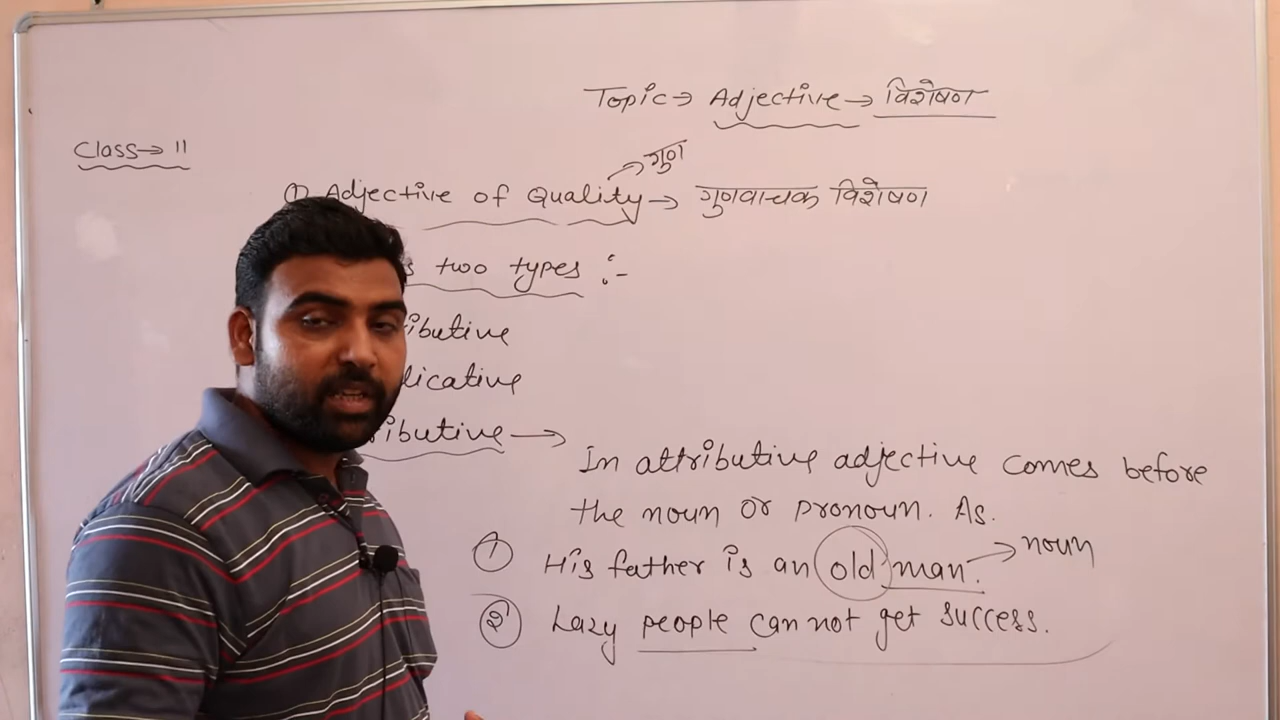 Topic → Adjective → विशेषण
Class → 11
गुण
① Adjective of Quality → गुणवाचक विशेषण
two types :-
ibutive
licative
ributive →
In attributive adjective comes before
the noun or pronoun. As.
① His father is an old man. → noun
② Lazy people can not get success.